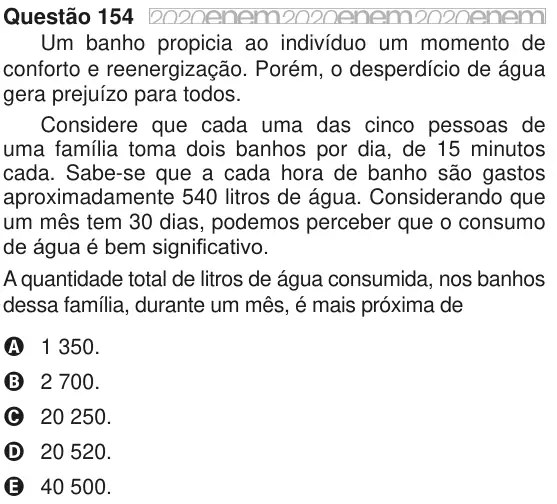 Questão 154 2020enem2020enem2020enem
Um banho propicia ao indivíduo um momento de
conforto e reenergização. Porém, o desperdício de água
gera prejuízo para todos.
Considere que cada uma das cinco pessoas de
uma família toma dois banhos por dia, de 15 minutos
cada. Sabe-se que a cada hora de banho são gastos
aproximadamente 540 litros de água. Considerando que
um mês tem 30 dias, podemos perceber que o consumo
de água é bem significativo.
A quantidade total de litros de água consumida, nos banhos
dessa família, durante um mês, é mais próxima de
A 1 350.
B 2 700.
C 20 250.
D 20 520.
E 40 500.